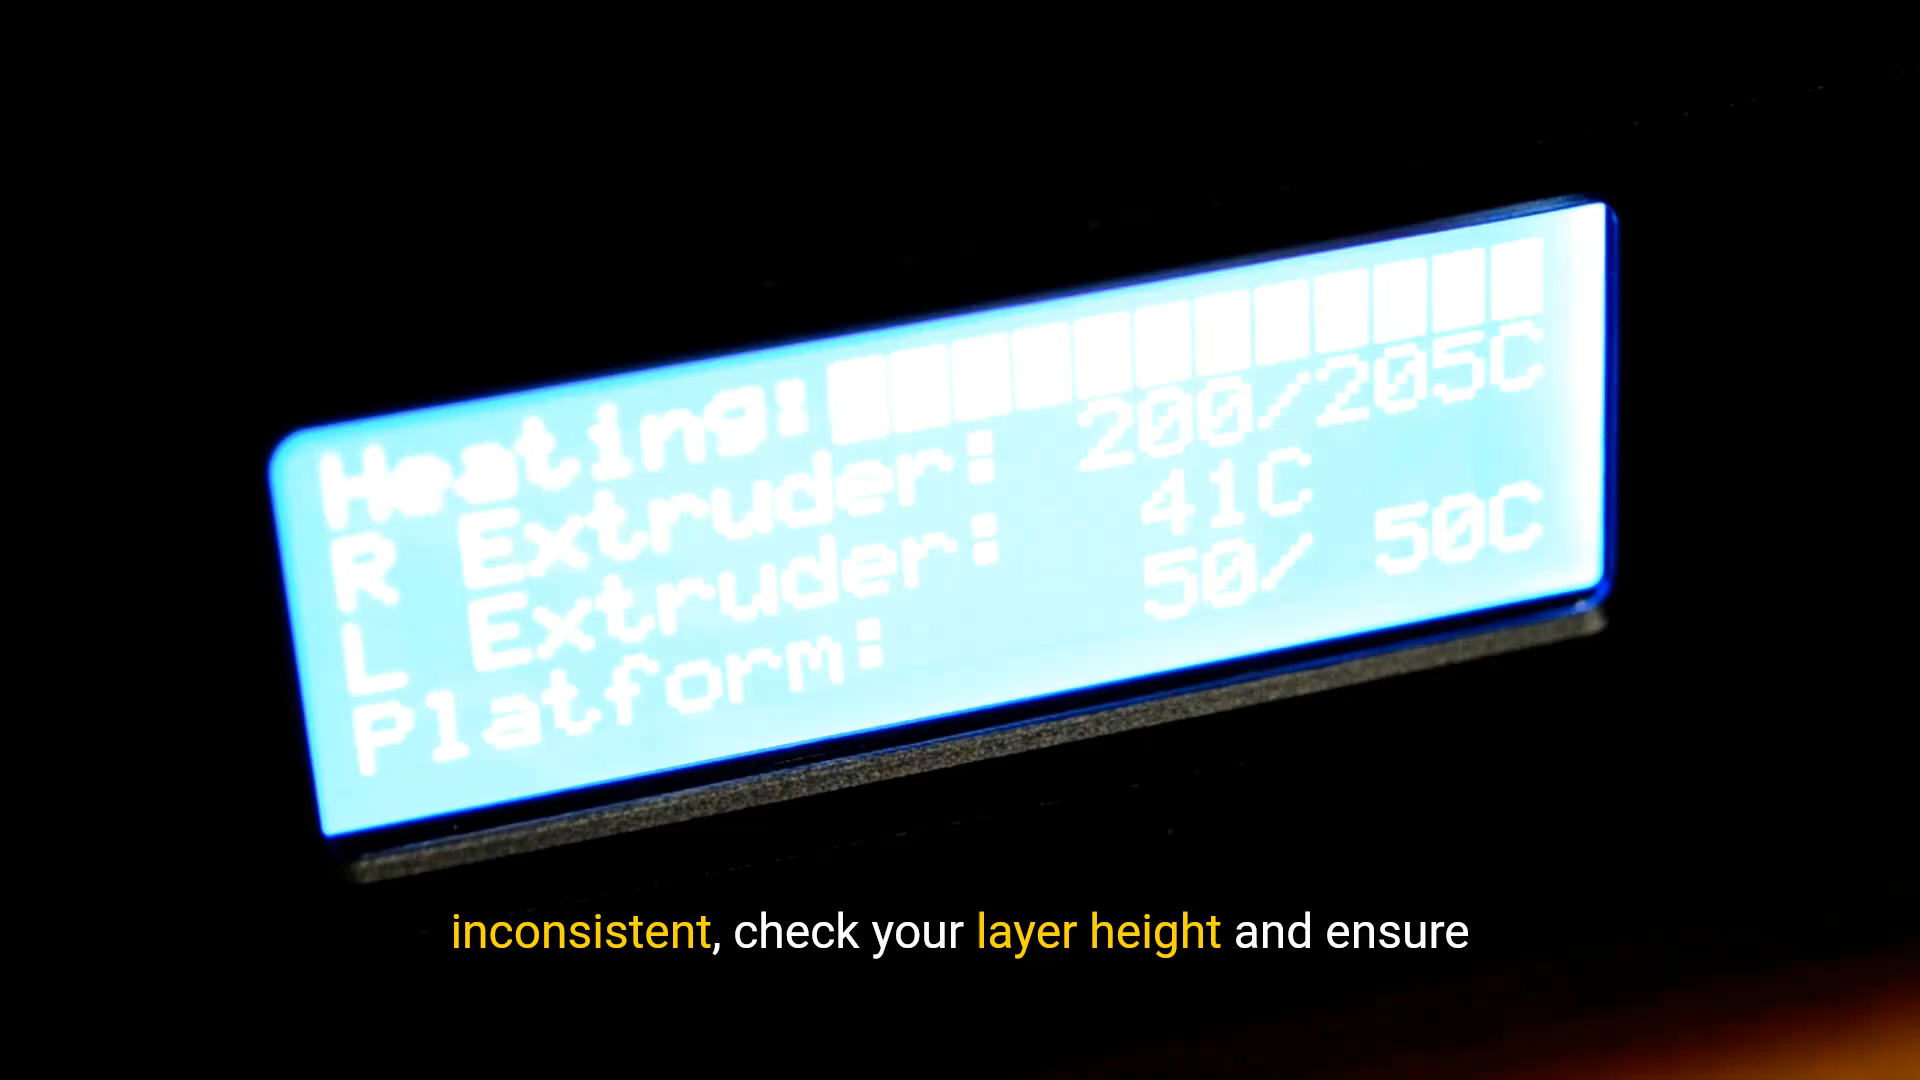 Heating:
R Extruder: 200/205C
L Extruder: 41C
Platform: 50/ 50C
inconsistent, check your layer height and ensure